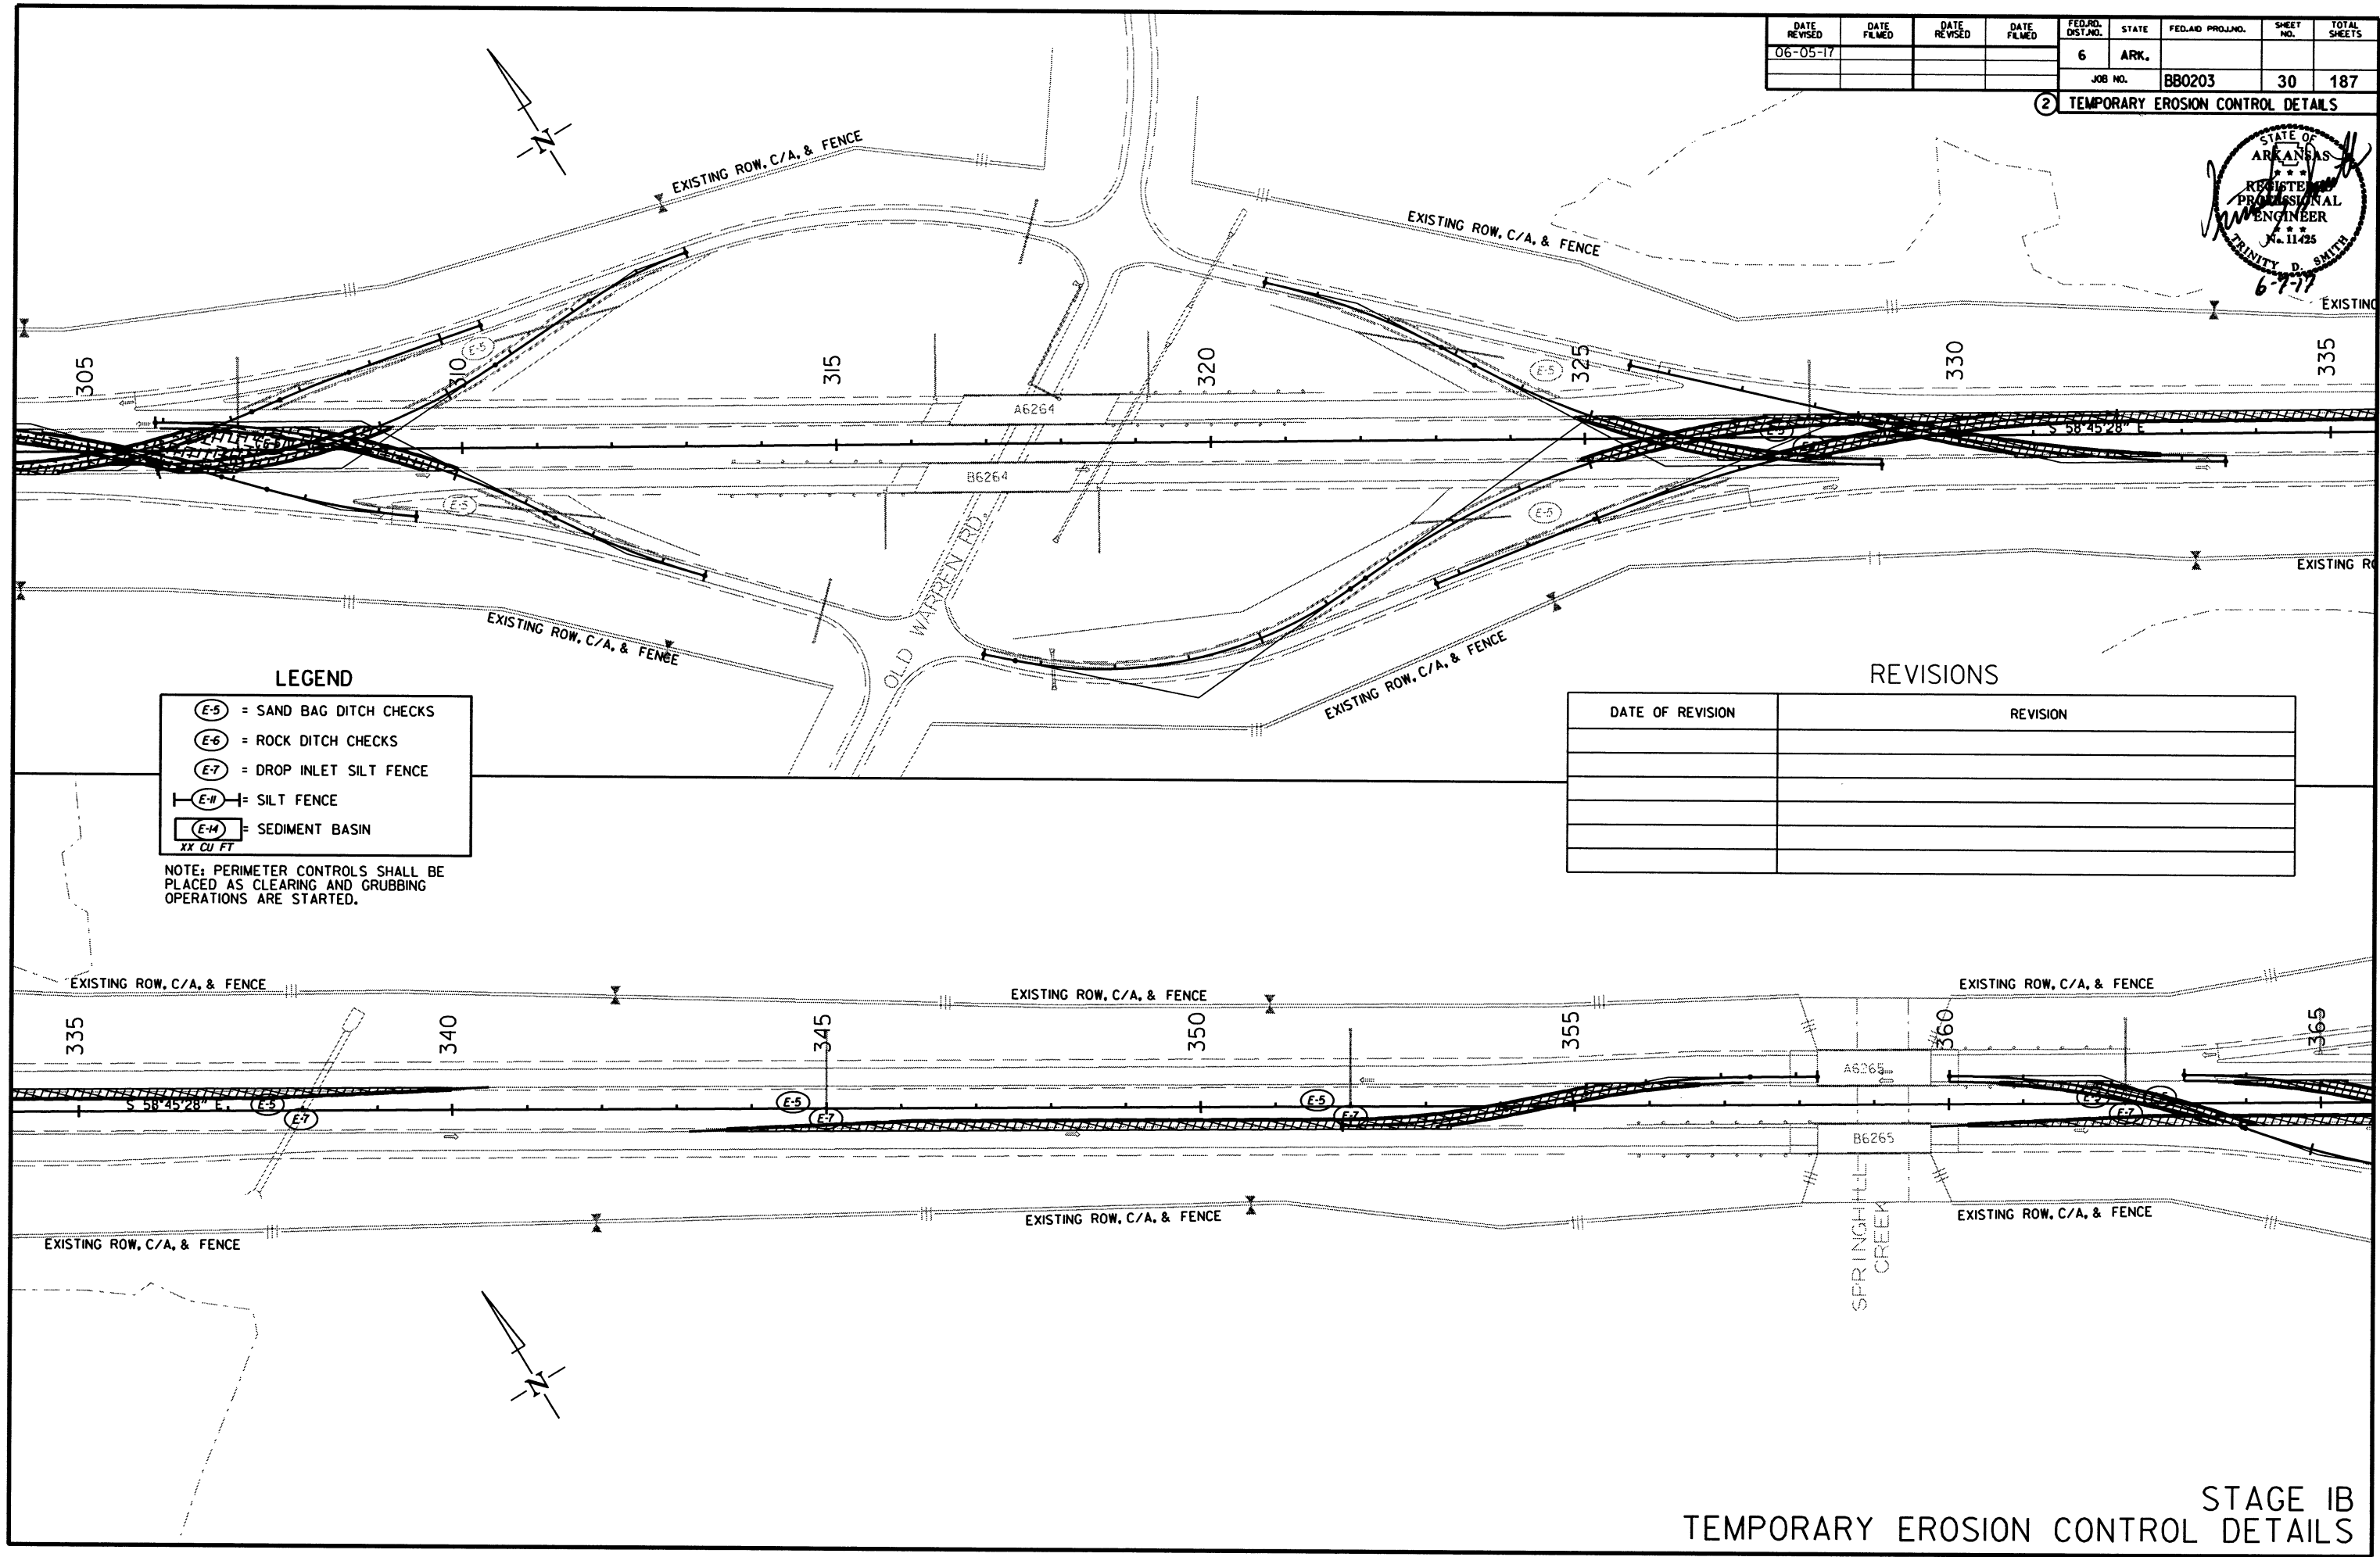 DATE REVISED
DATE FILMED
DATE REVISED
DATE FILMED
FED.RD. DIST.NO.
STATE
FED.AID PROJ.NO.
SHEET NO.
TOTAL SHEETS
06-05-17
6
ARK.
JOB NO.
BB0203
30
187
2 TEMPORARY EROSION CONTROL DETAILS
STATE OF
ARKANSAS
REGISTERED
PROFESSIONAL
ENGINEER
No. 11425
TRINITY D. SMITH
6-7-17
N
EXISTING ROW, C/A, & FENCE
EXISTING ROW, C/A, & FENCE
EXISTING
305
310
315
320
325
330
335
E-5
E-5
A6264
S 58°45'28" E
B6264
E-5
E-5
OLD WARREN RD.
EXISTING RO
EXISTING ROW, C/A, & FENCE
EXISTING ROW, C/A, & FENCE
LEGEND
E-5 = SAND BAG DITCH CHECKS
E-6 = ROCK DITCH CHECKS
E-7 = DROP INLET SILT FENCE
E-11 = SILT FENCE
E-14 = SEDIMENT BASIN
XX CU FT
NOTE: PERIMETER CONTROLS SHALL BE
PLACED AS CLEARING AND GRUBBING
OPERATIONS ARE STARTED.
REVISIONS
DATE OF REVISION
REVISION
EXISTING ROW, C/A, & FENCE
EXISTING ROW, C/A, & FENCE
EXISTING ROW, C/A, & FENCE
335
340
345
350
355
360
365
A6265
S 58°45'28" E
E-5
E-7
E-5
E-7
E-5
E-7
E-5
E-7
B6265
SPRINGHILL
CREEK
EXISTING ROW, C/A, & FENCE
EXISTING ROW, C/A, & FENCE
EXISTING ROW, C/A, & FENCE
N
STAGE 1B
TEMPORARY EROSION CONTROL DETAILS